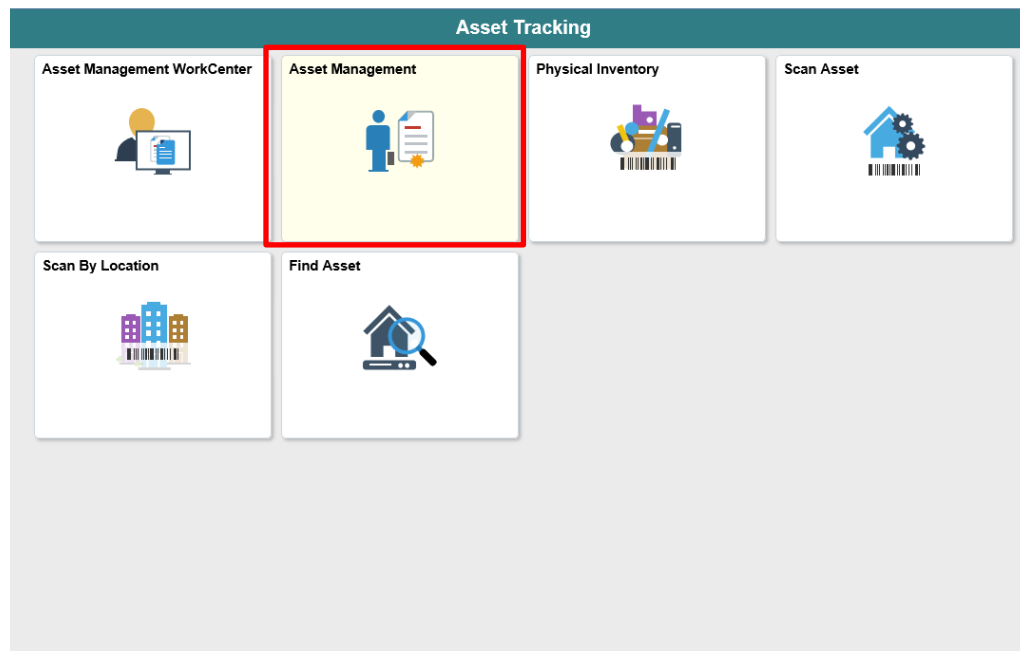 Asset Tracking
Asset Management WorkCenter
Asset Management
Physical Inventory
Scan Asset
Scan By Location
Find Asset